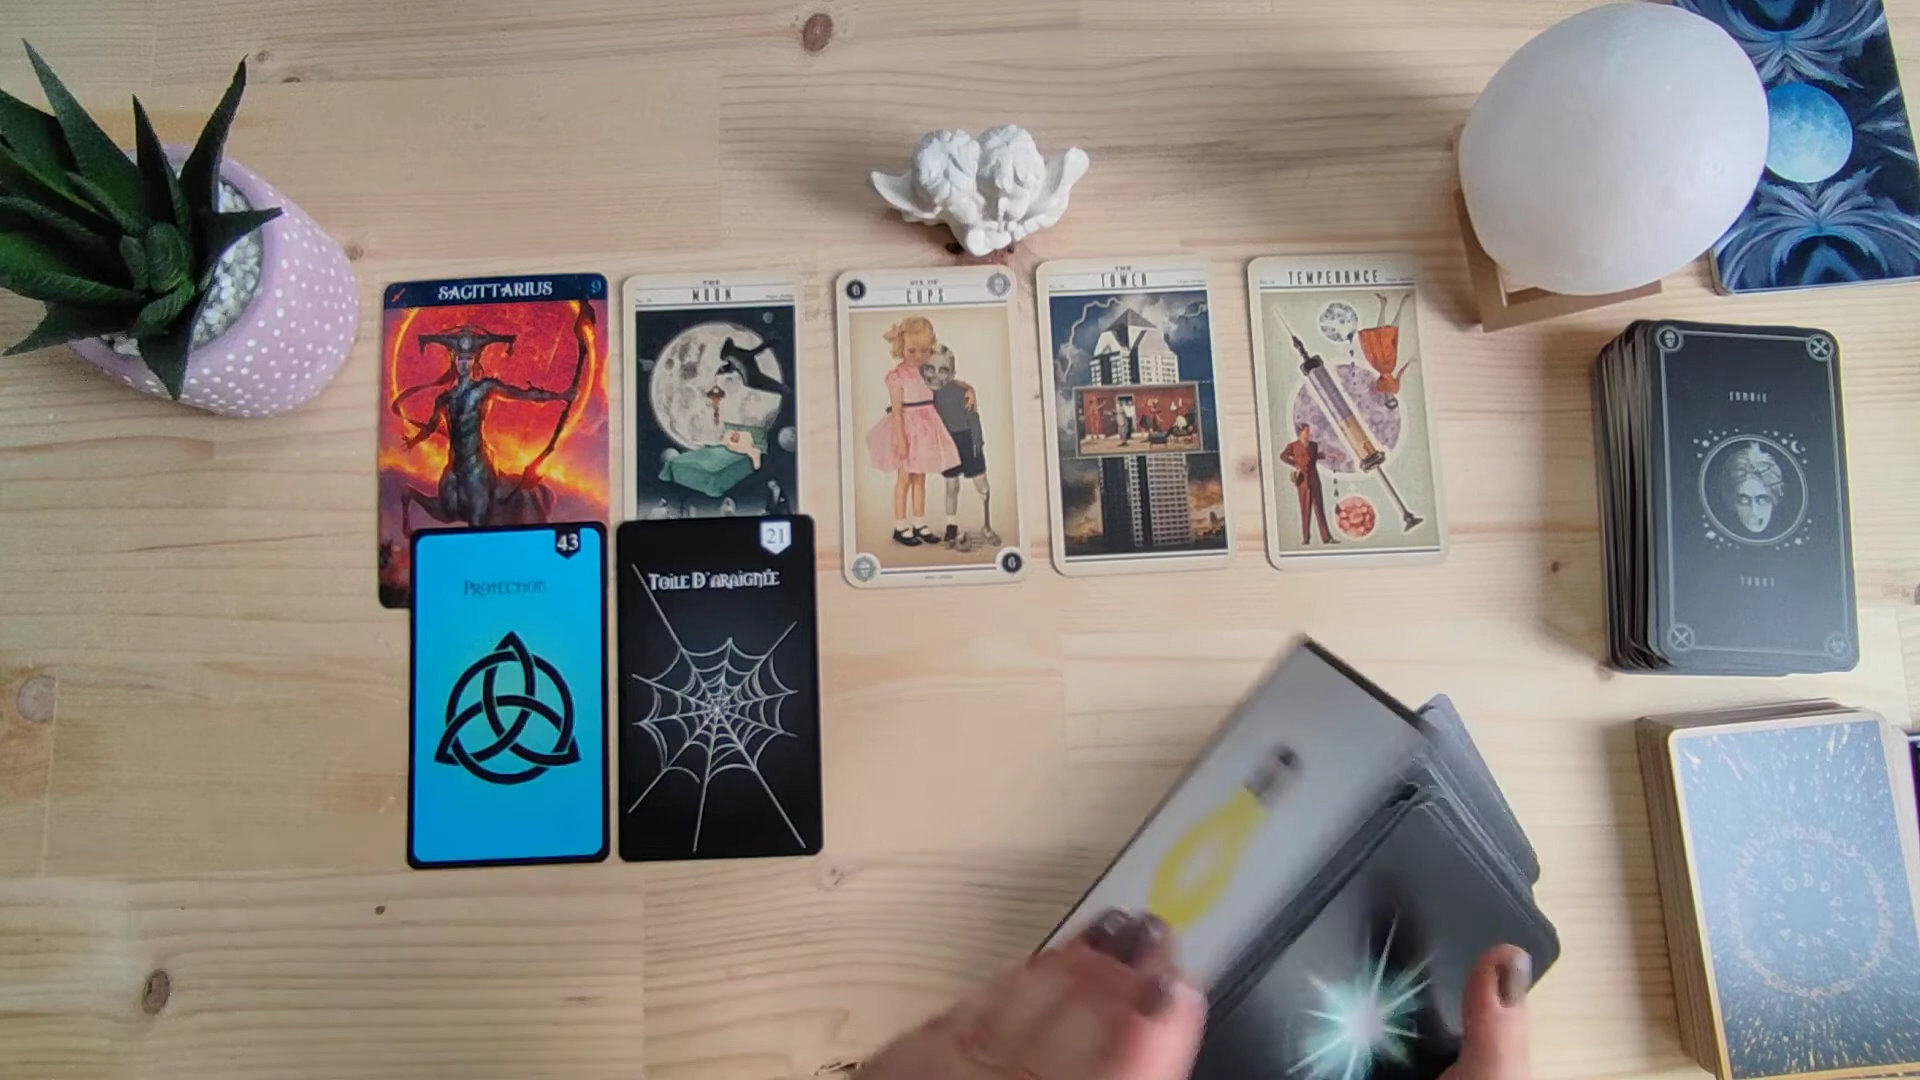 SAGITTARIUS 9
THE
MOON
6
SIX OF
CUPS
6
THE
TOWER
TEMPERANCE
43
PROTECTION
21
TOILE D'ARAIGNÉE
ZOMBIE
TAROT